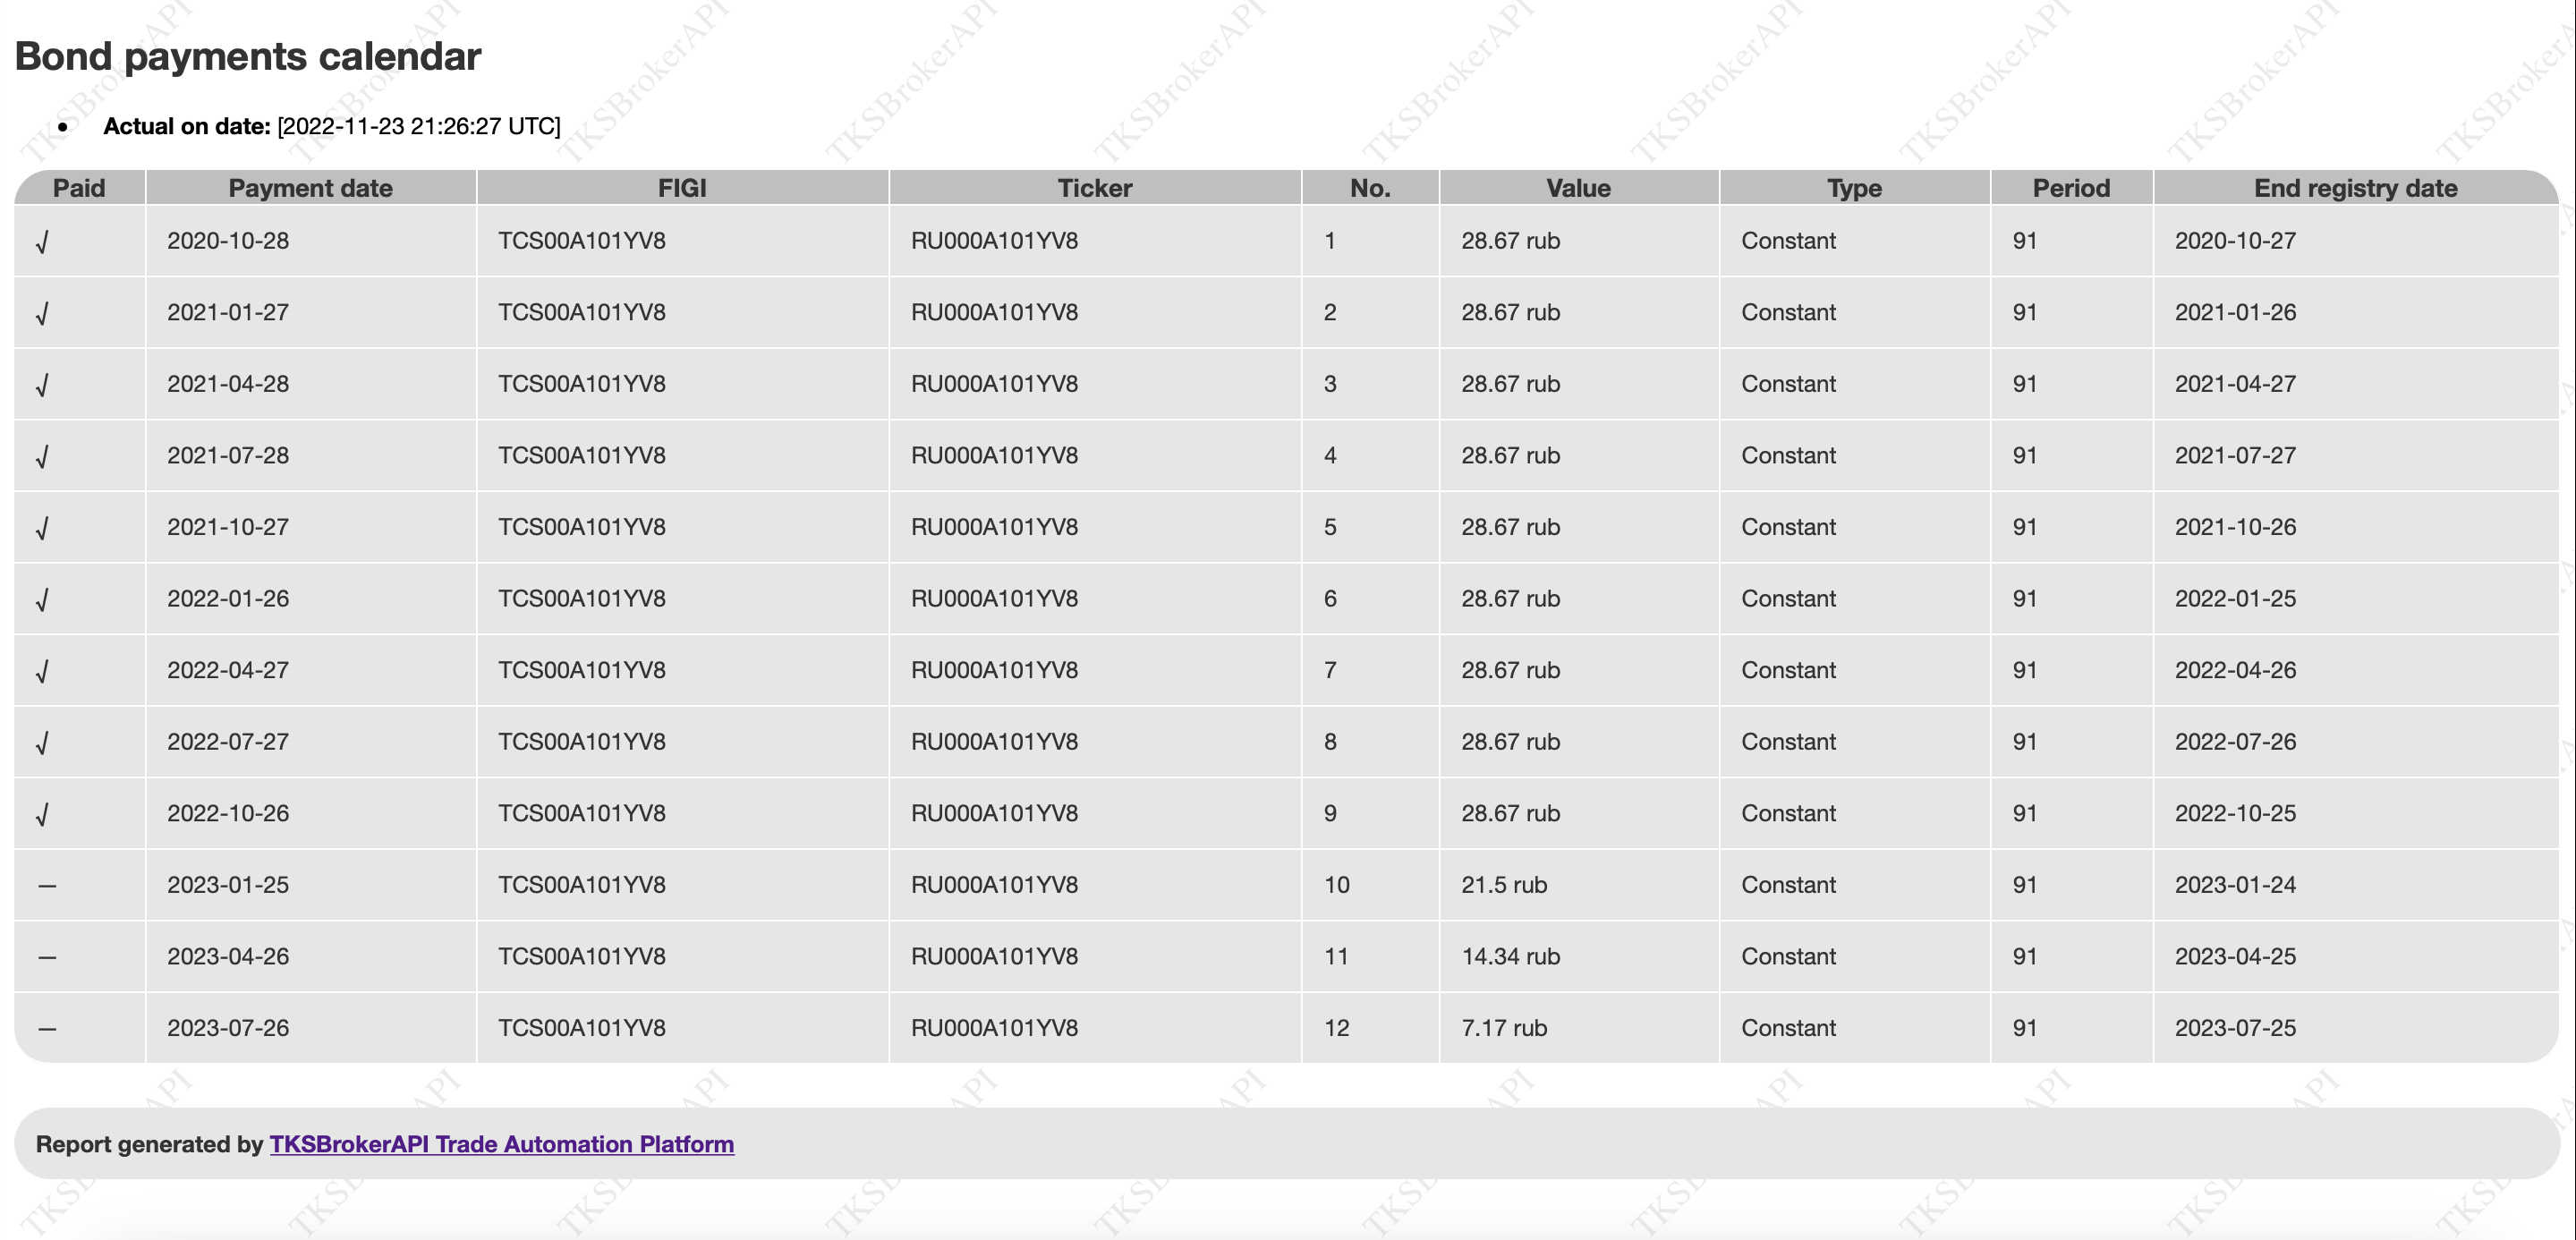 Bond payments calendar
• Actual on date: [2022-11-23 21:26:27 UTC]
Paid Payment date FIGI Ticker No. Value Type Period End registry date
√ 2020-10-28 TCS00A101YV8 RU000A101YV8 1 28.67 rub Constant 91 2020-10-27
√ 2021-01-27 TCS00A101YV8 RU000A101YV8 2 28.67 rub Constant 91 2021-01-26
√ 2021-04-28 TCS00A101YV8 RU000A101YV8 3 28.67 rub Constant 91 2021-04-27
√ 2021-07-28 TCS00A101YV8 RU000A101YV8 4 28.67 rub Constant 91 2021-07-27
√ 2021-10-27 TCS00A101YV8 RU000A101YV8 5 28.67 rub Constant 91 2021-10-26
√ 2022-01-26 TCS00A101YV8 RU000A101YV8 6 28.67 rub Constant 91 2022-01-25
√ 2022-04-27 TCS00A101YV8 RU000A101YV8 7 28.67 rub Constant 91 2022-04-26
√ 2022-07-27 TCS00A101YV8 RU000A101YV8 8 28.67 rub Constant 91 2022-07-26
√ 2022-10-26 TCS00A101YV8 RU000A101YV8 9 28.67 rub Constant 91 2022-10-25
— 2023-01-25 TCS00A101YV8 RU000A101YV8 10 21.5 rub Constant 91 2023-01-24
— 2023-04-26 TCS00A101YV8 RU000A101YV8 11 14.34 rub Constant 91 2023-04-25
— 2023-07-26 TCS00A101YV8 RU000A101YV8 12 7.17 rub Constant 91 2023-07-25
Report generated by TKSBrokerAPI Trade Automation Platform
TKSBrokerAPI